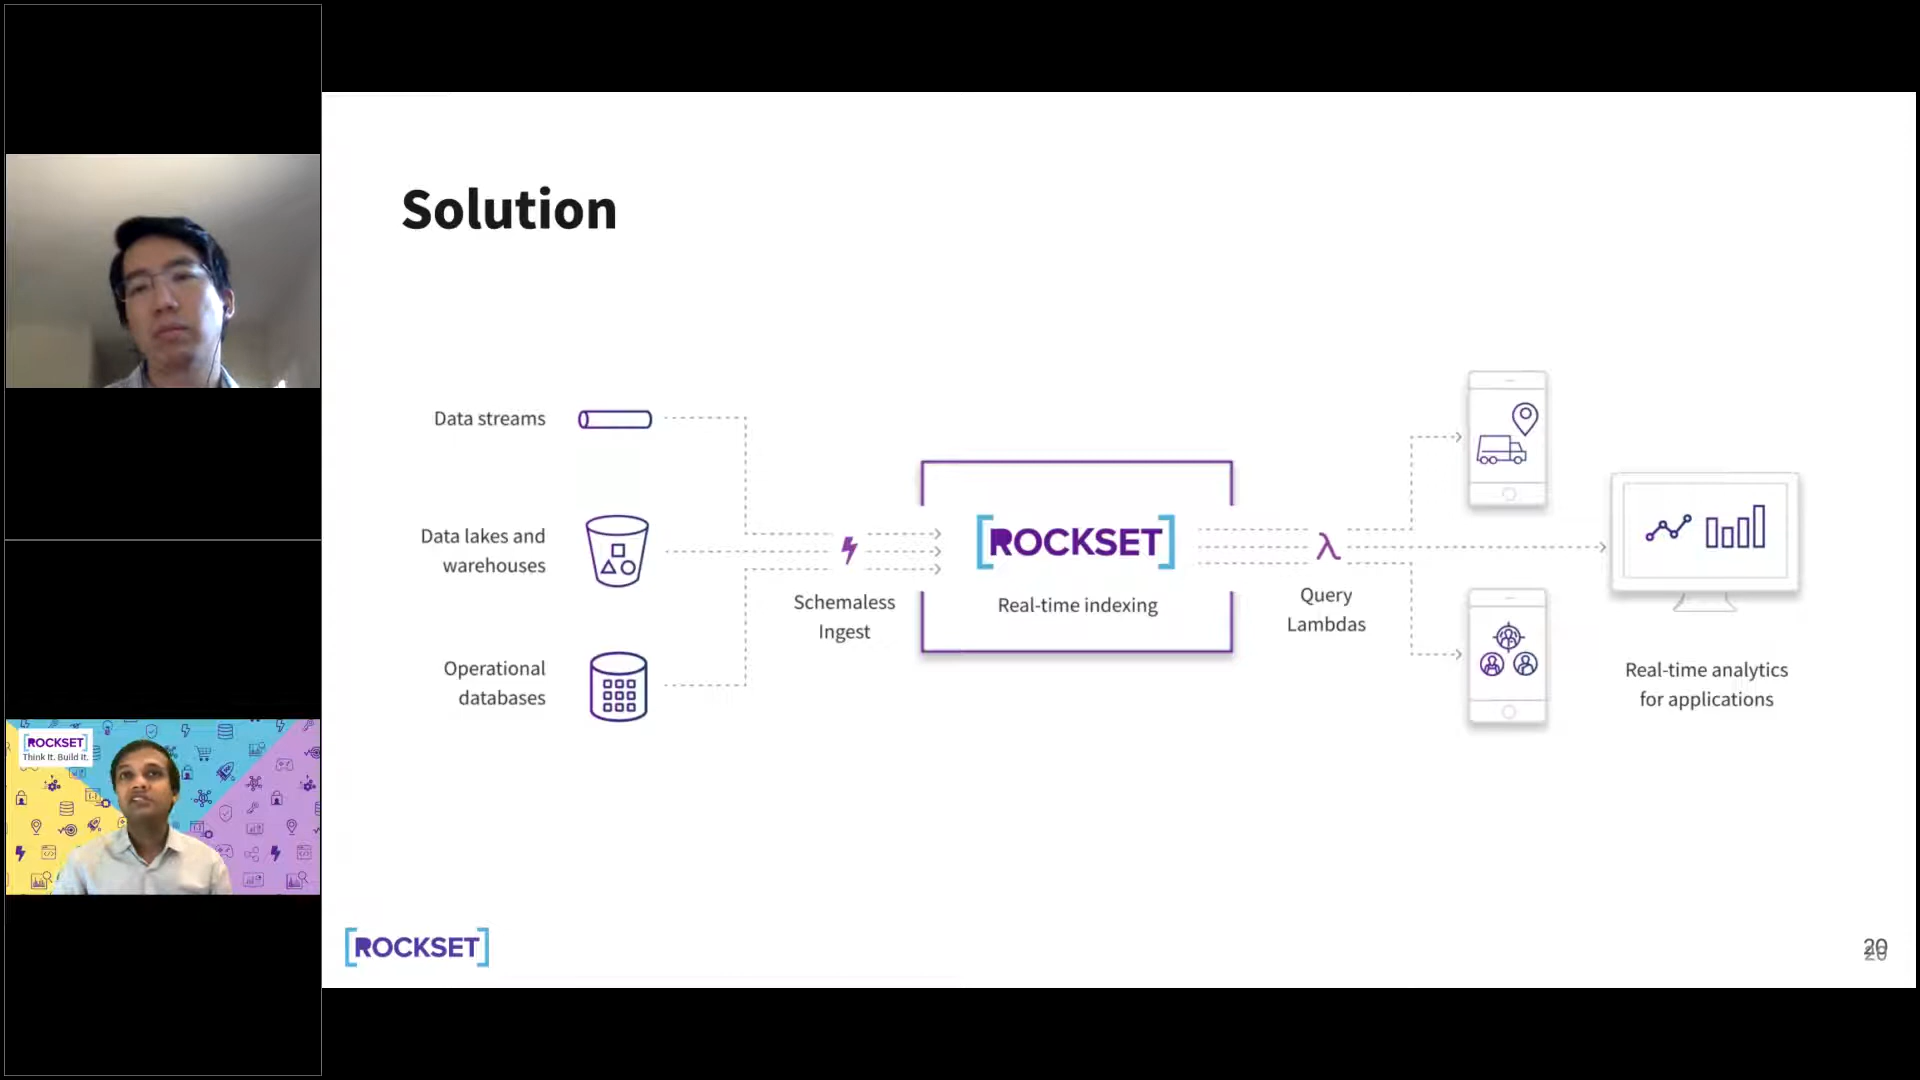 Solution
Data streams
Data lakes and
warehouses
Operational
databases
Schemaless
Ingest
[ROCKSET]
Real-time indexing
λ
Query
Lambdas
Real-time analytics
for applications
[ROCKSET]
Think It. Build It.
[ROCKSET]
20